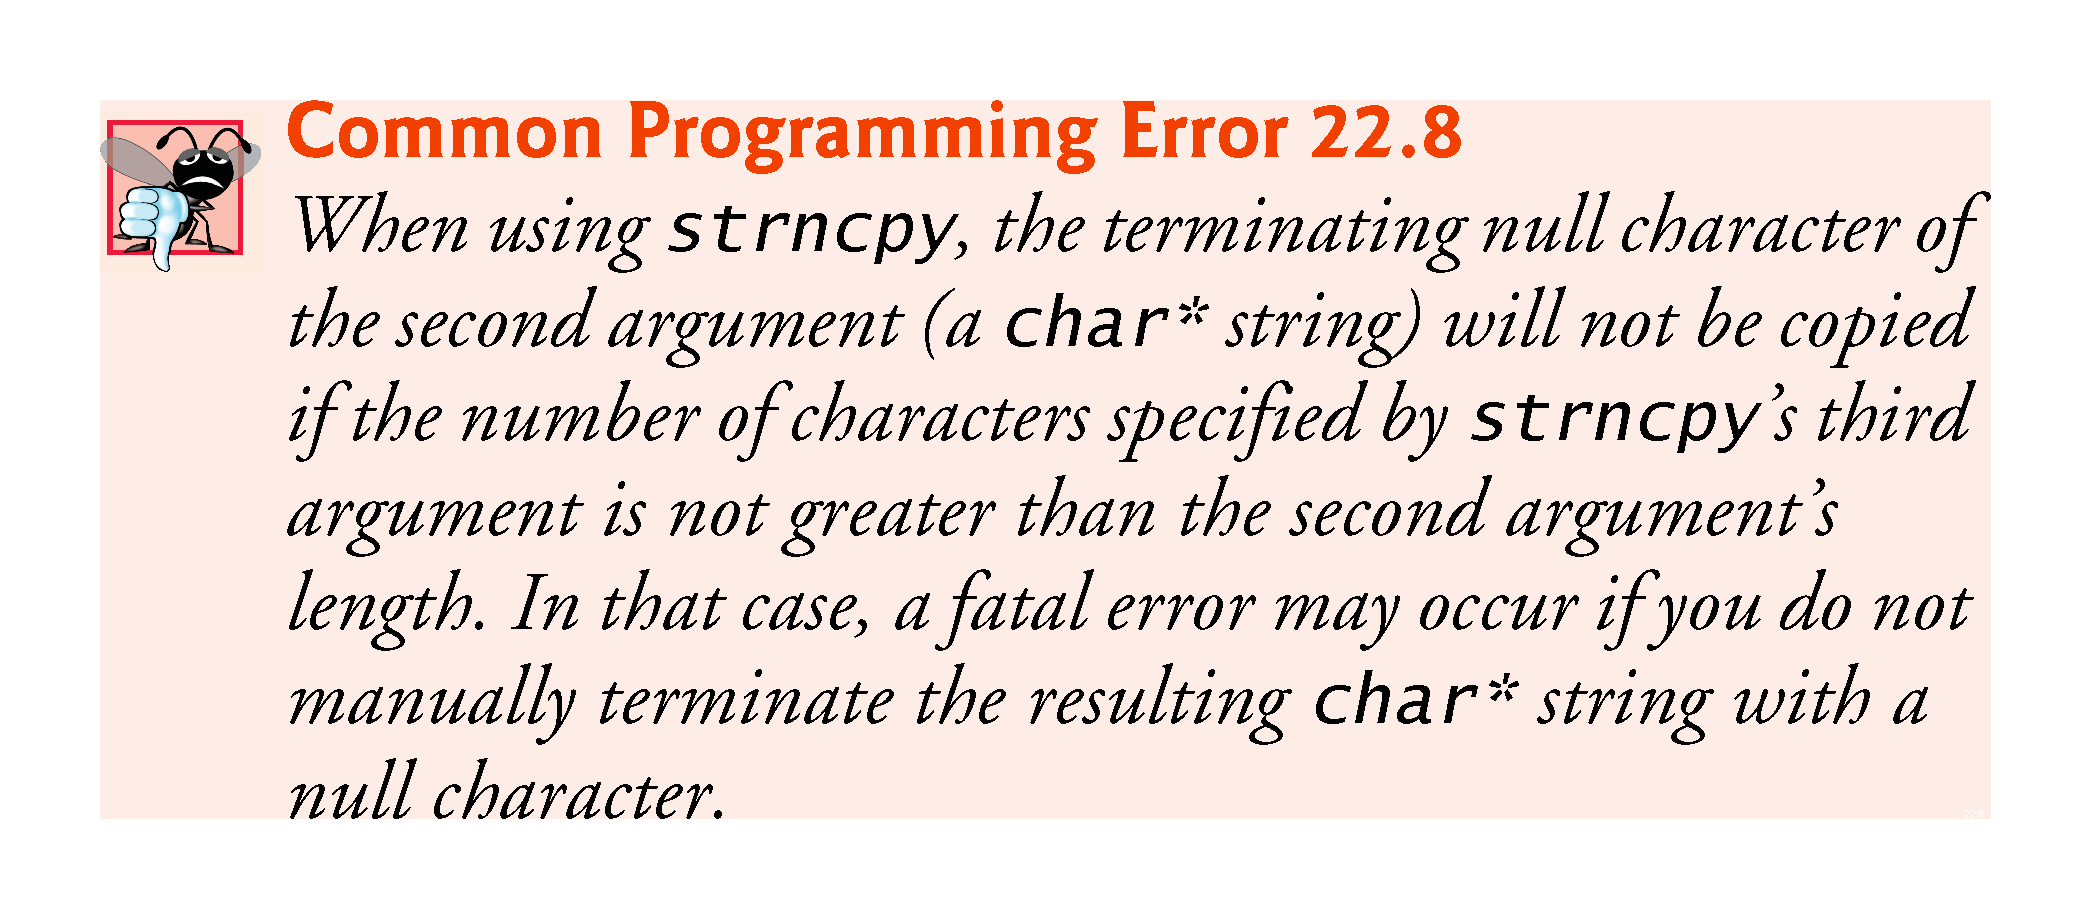 Common Programming Error 22.8
When using strncpy, the terminating null character of
the second argument (a char* string) will not be copied
if the number of characters specified by strncpy’s third
argument is not greater than the second argument’s
length. In that case, a fatal error may occur if you do not
manually terminate the resulting char* string with a
null character.
22.8